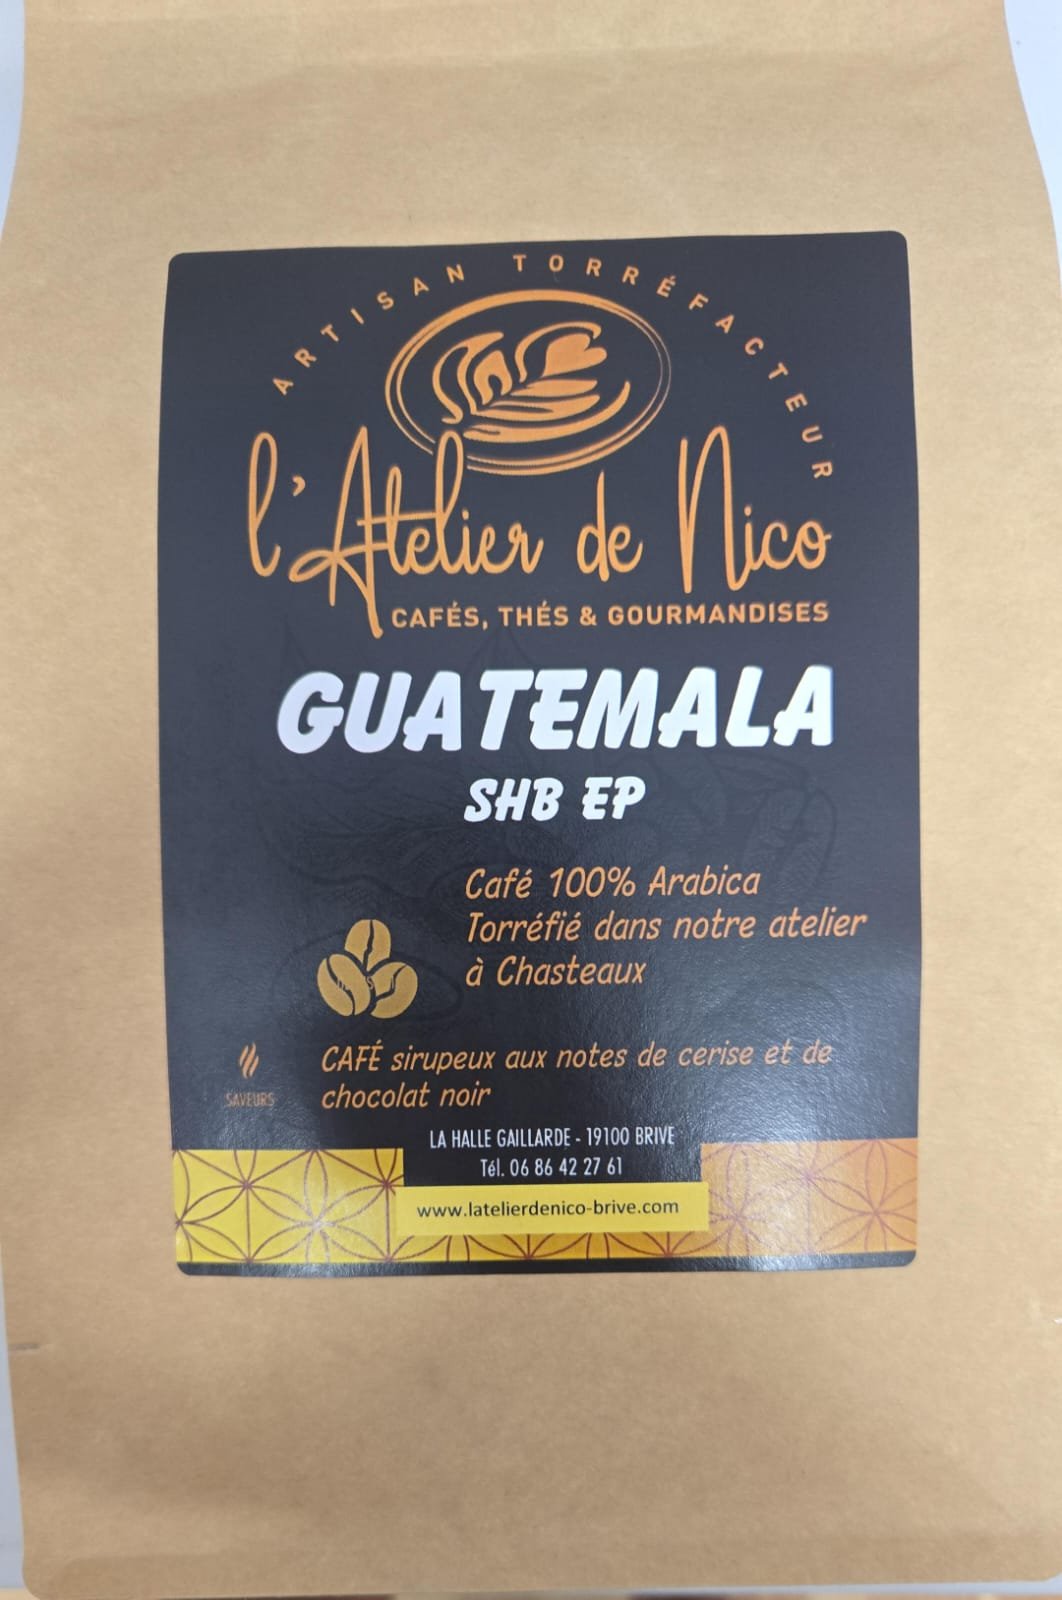 ARTISAN TORRÉFACTEUR
l'Atelier de Nico
CAFÉS, THÉS & GOURMANDISES
GUATEMALA
SHB EP
Café 100% Arabica
Torréfié dans notre atelier
à Chasteaux
SAVEURS
CAFÉ sirupeux aux notes de cerise et de
chocolat noir
LA HALLE GAILLARDE - 19100 BRIVE
Tél. 06 86 42 27 61
www.latelierdenico-brive.com